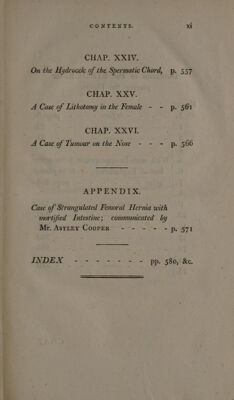 CONTENTS. xi
CHAP. XXIV.
On the Hydrocele of the Spermatic Chord, p. 557
CHAP. XXV.
A Case of Lithotomy in the Female - - p. 561
CHAP. XXVI.
A Case of Tumour on the Nose - - - p. 566
APPENDIX.
Case of Strangulated Femoral Hernia with
mortified Intestine; communicated by
Mr. ASTLEY COOPER - - - - - p. 571
INDEX - - - - - - - pp. 580, &c.